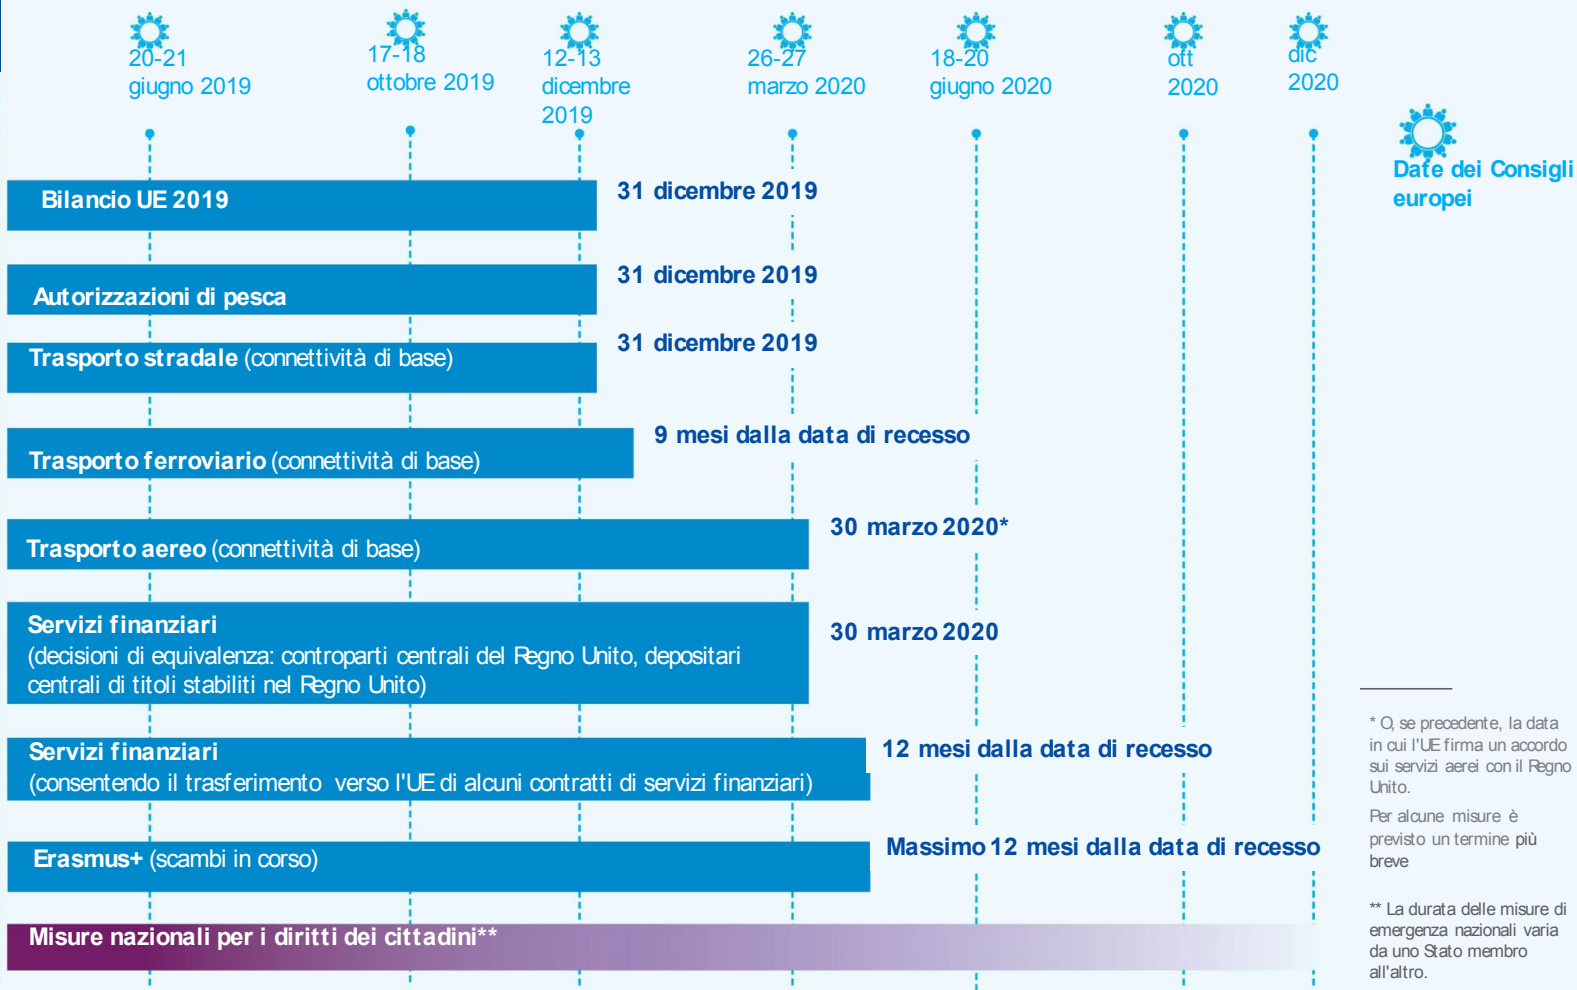 20-21
giugno 2019
17-18
ottobre 2019
12-13
dicembre
2019
26-27
marzo 2020
18-20
giugno 2020
ott
2020
dic
2020
Date dei Consigli
europei
Bilancio UE 2019
31 dicembre 2019
Autorizzazioni di pesca
31 dicembre 2019
Trasporto stradale (connettività di base)
31 dicembre 2019
Trasporto ferroviario (connettività di base)
9 mesi dalla data di recesso
Trasporto aereo (connettività di base)
30 marzo 2020*
Servizi finanziari
(decisioni di equivalenza: controparti centrali del Regno Unito, depositari
centrali di titoli stabiliti nel Regno Unito)
30 marzo 2020
Servizi finanziari
(consentendo il trasferimento verso l'UE di alcuni contratti di servizi finanziari)
12 mesi dalla data di recesso
Erasmus+ (scambi in corso)
Massimo 12 mesi dalla data di recesso
Misure nazionali per i diritti dei cittadini**
* O, se precedente, la data
in cui l'UE firma un accordo
sui servizi aerei con il Regno
Unito.
Per alcune misure è
previsto un termine più
breve
** La durata delle misure di
emergenza nazionali varia
da uno Stato membro
all'altro.